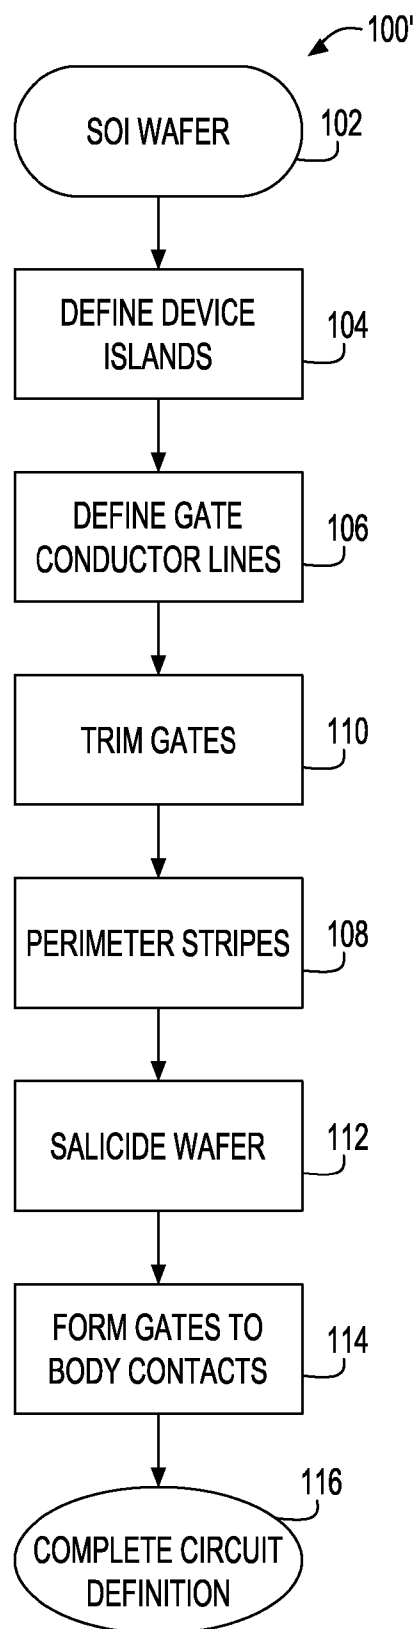 100'
SOI WAFER
102
DEFINE DEVICE
ISLANDS
104
DEFINE GATE
CONDUCTOR LINES
106
TRIM GATES
110
PERIMETER STRIPES
108
SALICIDE WAFER
112
FORM GATES TO
BODY CONTACTS
114
116
COMPLETE CIRCUIT
DEFINITION